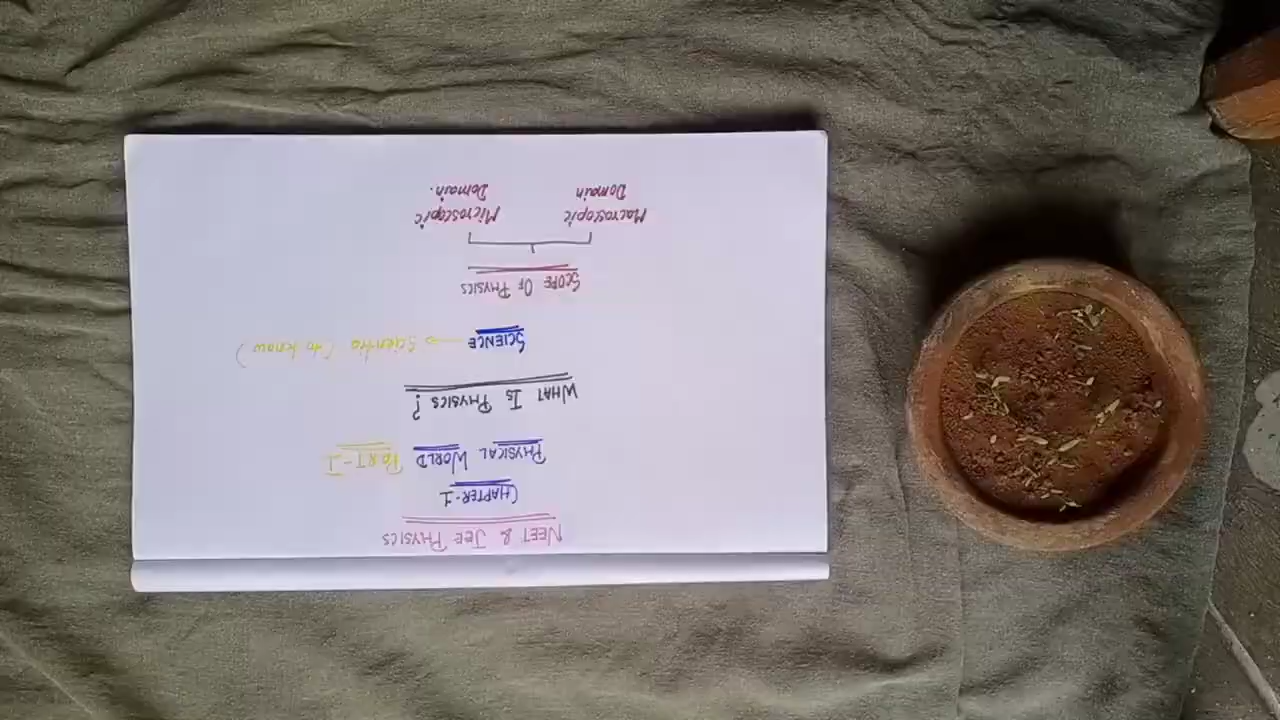 NEET & JEE PHYSICS
CHAPTER-1
PHYSICAL WORLD PART-1
WHAT IS PHYSICS?
SCIENCE → Scientia (to know)
SCOPE OF PHYSICS
Macroscopic Domain
Microscopic Domain.